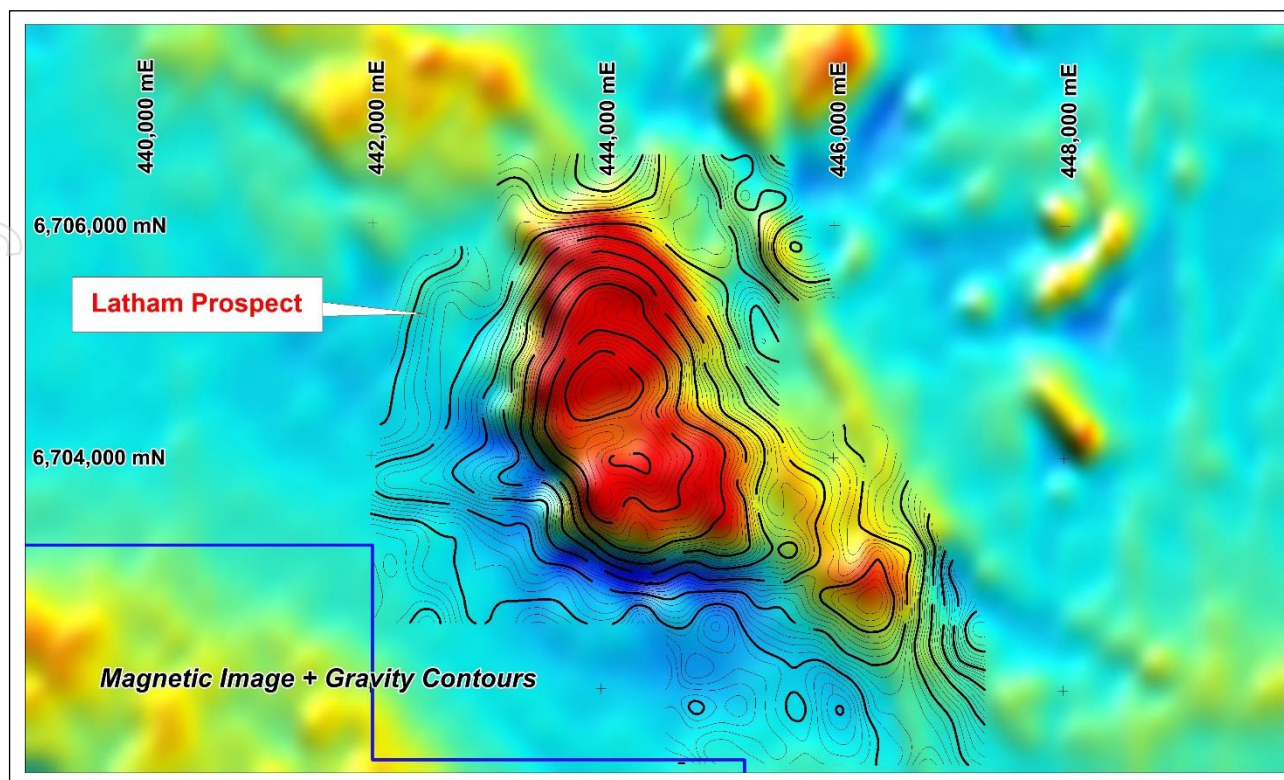 440,000 mE
442,000 mE
444,000 mE
446,000 mE
448,000 mE
6,706,000 mN
Latham Prospect
6,704,000 mN
Magnetic Image + Gravity Contours